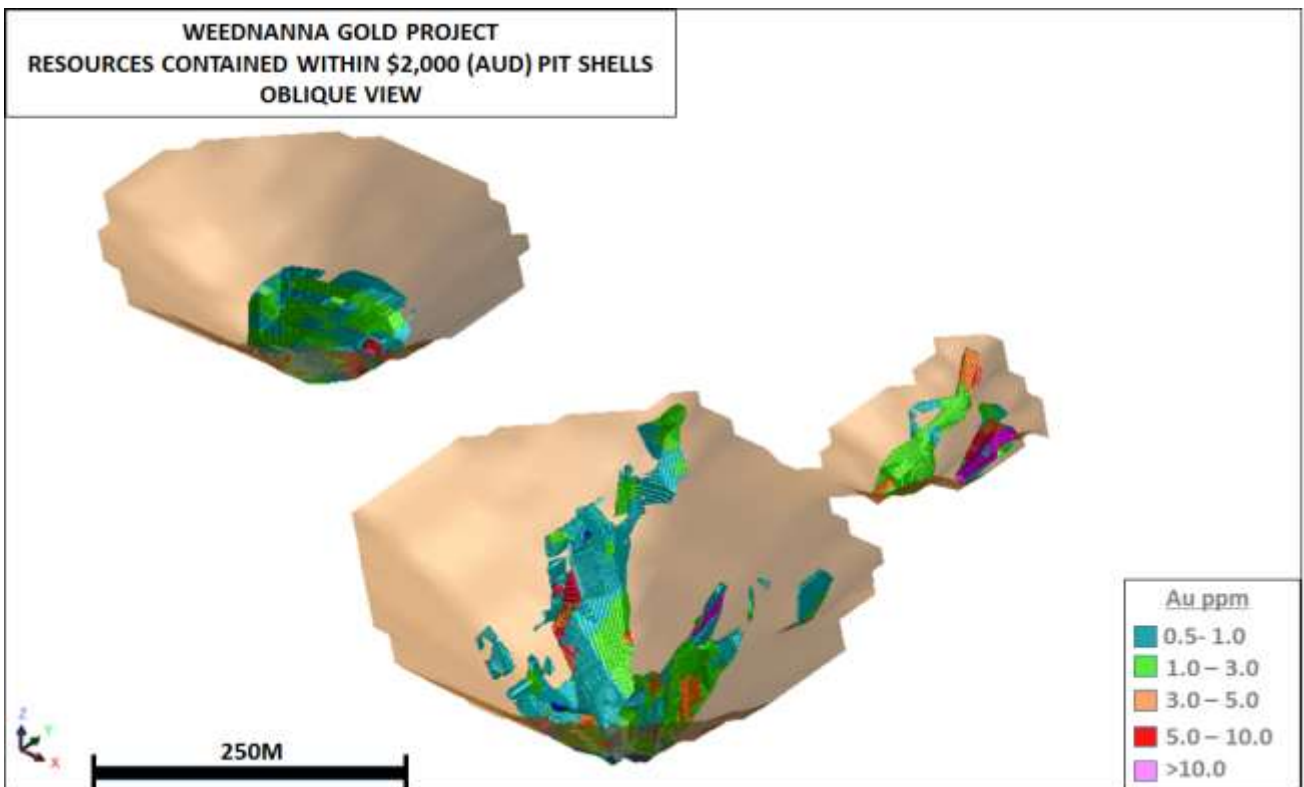 WEEDNANNA GOLD PROJECT
RESOURCES CONTAINED WITHIN $2,000 (AUD) PIT SHELLS
OBLIQUE VIEW
Au ppm
0.5- 1.0
1.0 – 3.0
3.0 – 5.0
5.0 – 10.0
>10.0
Z
Y
X
250M